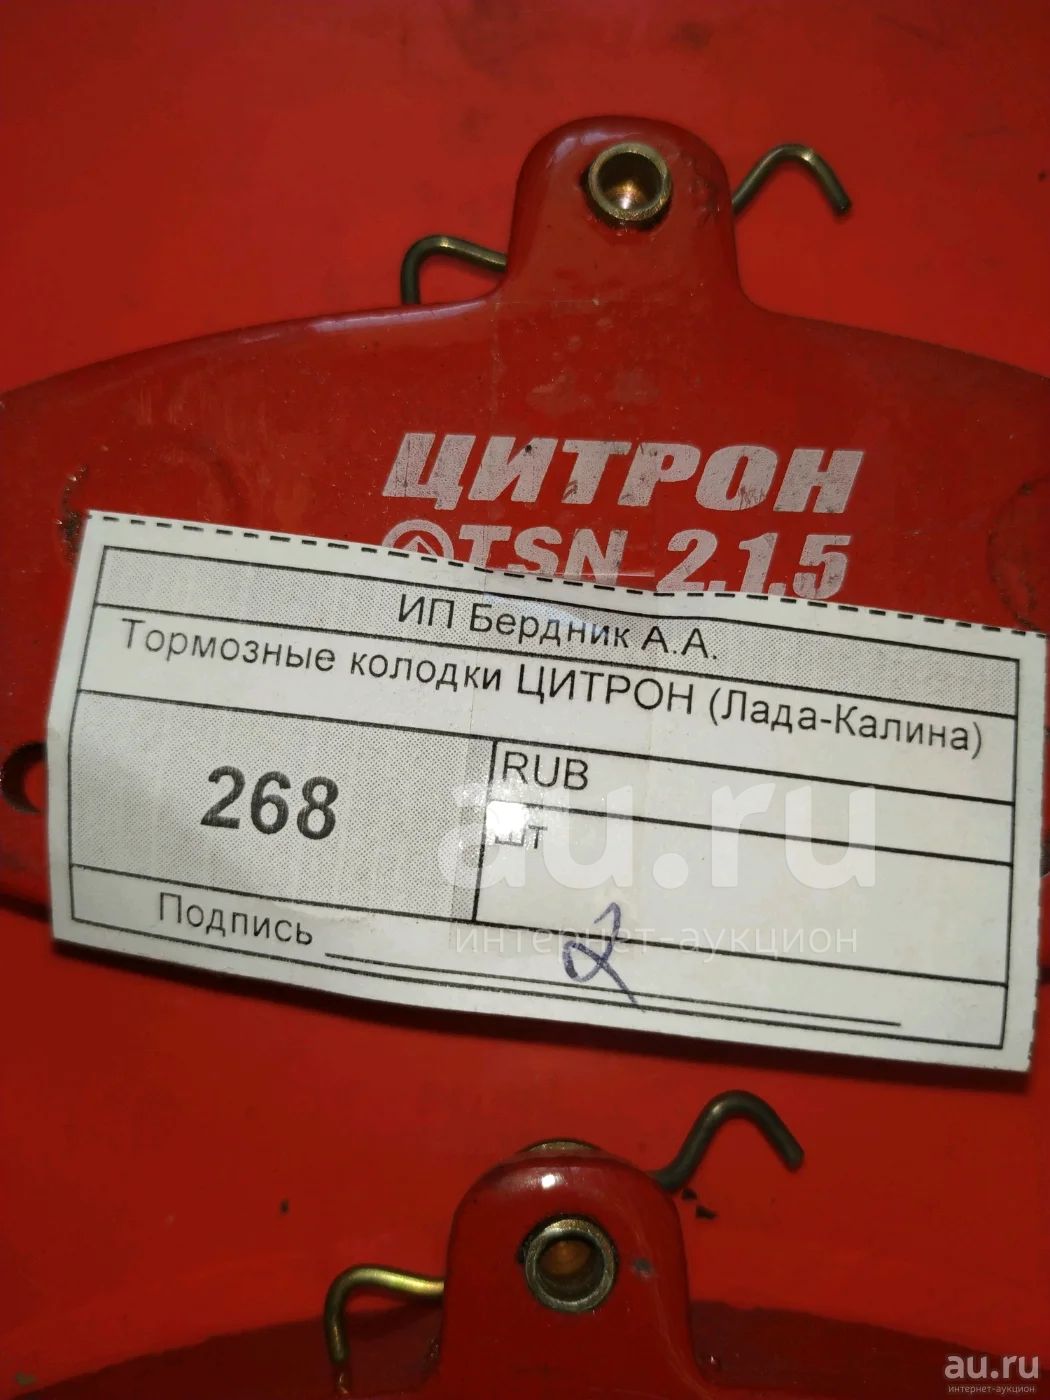 ЦИТРОН
TSN 2.1.5
ИП Бердник А.А.
Тормозные колодки ЦИТРОН (Лада-Калина)
268
RUB
шт
au.ru
интернет-аукцион
Подпись
au.ru
интернет-аукцион